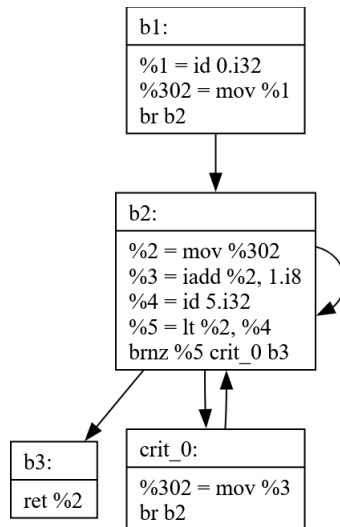 b1:
%1 = id 0.i32
%302 = mov %1
br b2
b2:
%2 = mov %302
%3 = iadd %2, 1.i8
%4 = id 5.i32
%5 = lt %2, %4
brnz %5 crit_0 b3
b3:
ret %2
crit_0:
%302 = mov %3
br b2